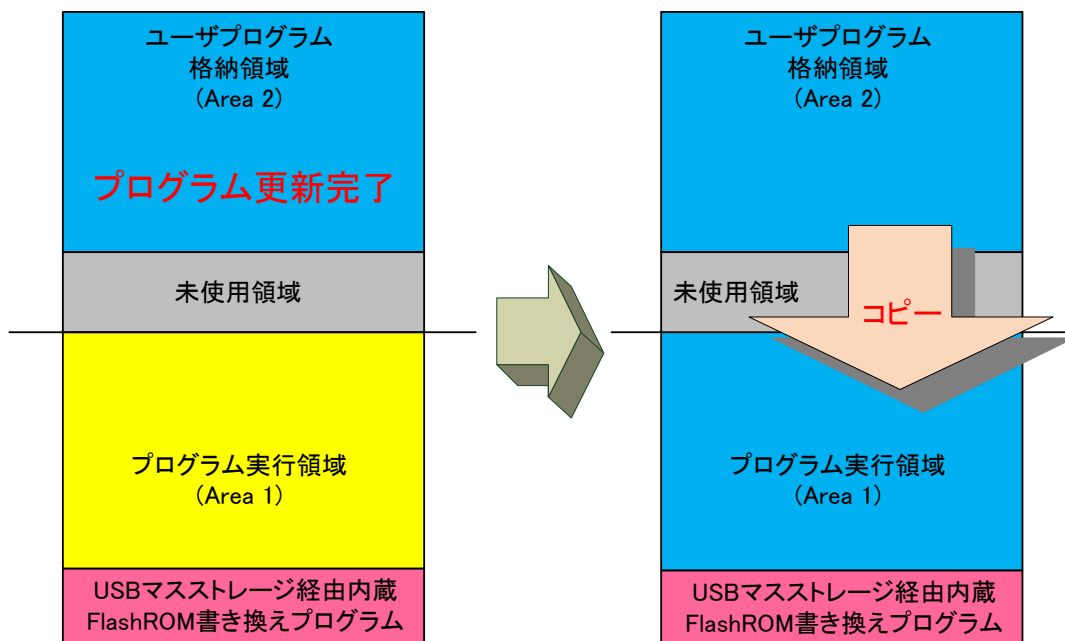 ユーザプログラム
格納領域
(Area 2)
プログラム更新完了
未使用領域
プログラム実行領域
(Area 1)
USBマスストレージ経由内蔵
FlashROM書き換えプログラム
ユーザプログラム
格納領域
(Area 2)
未使用領域
コピー
プログラム実行領域
(Area 1)
USBマスストレージ経由内蔵
FlashROM書き換えプログラム